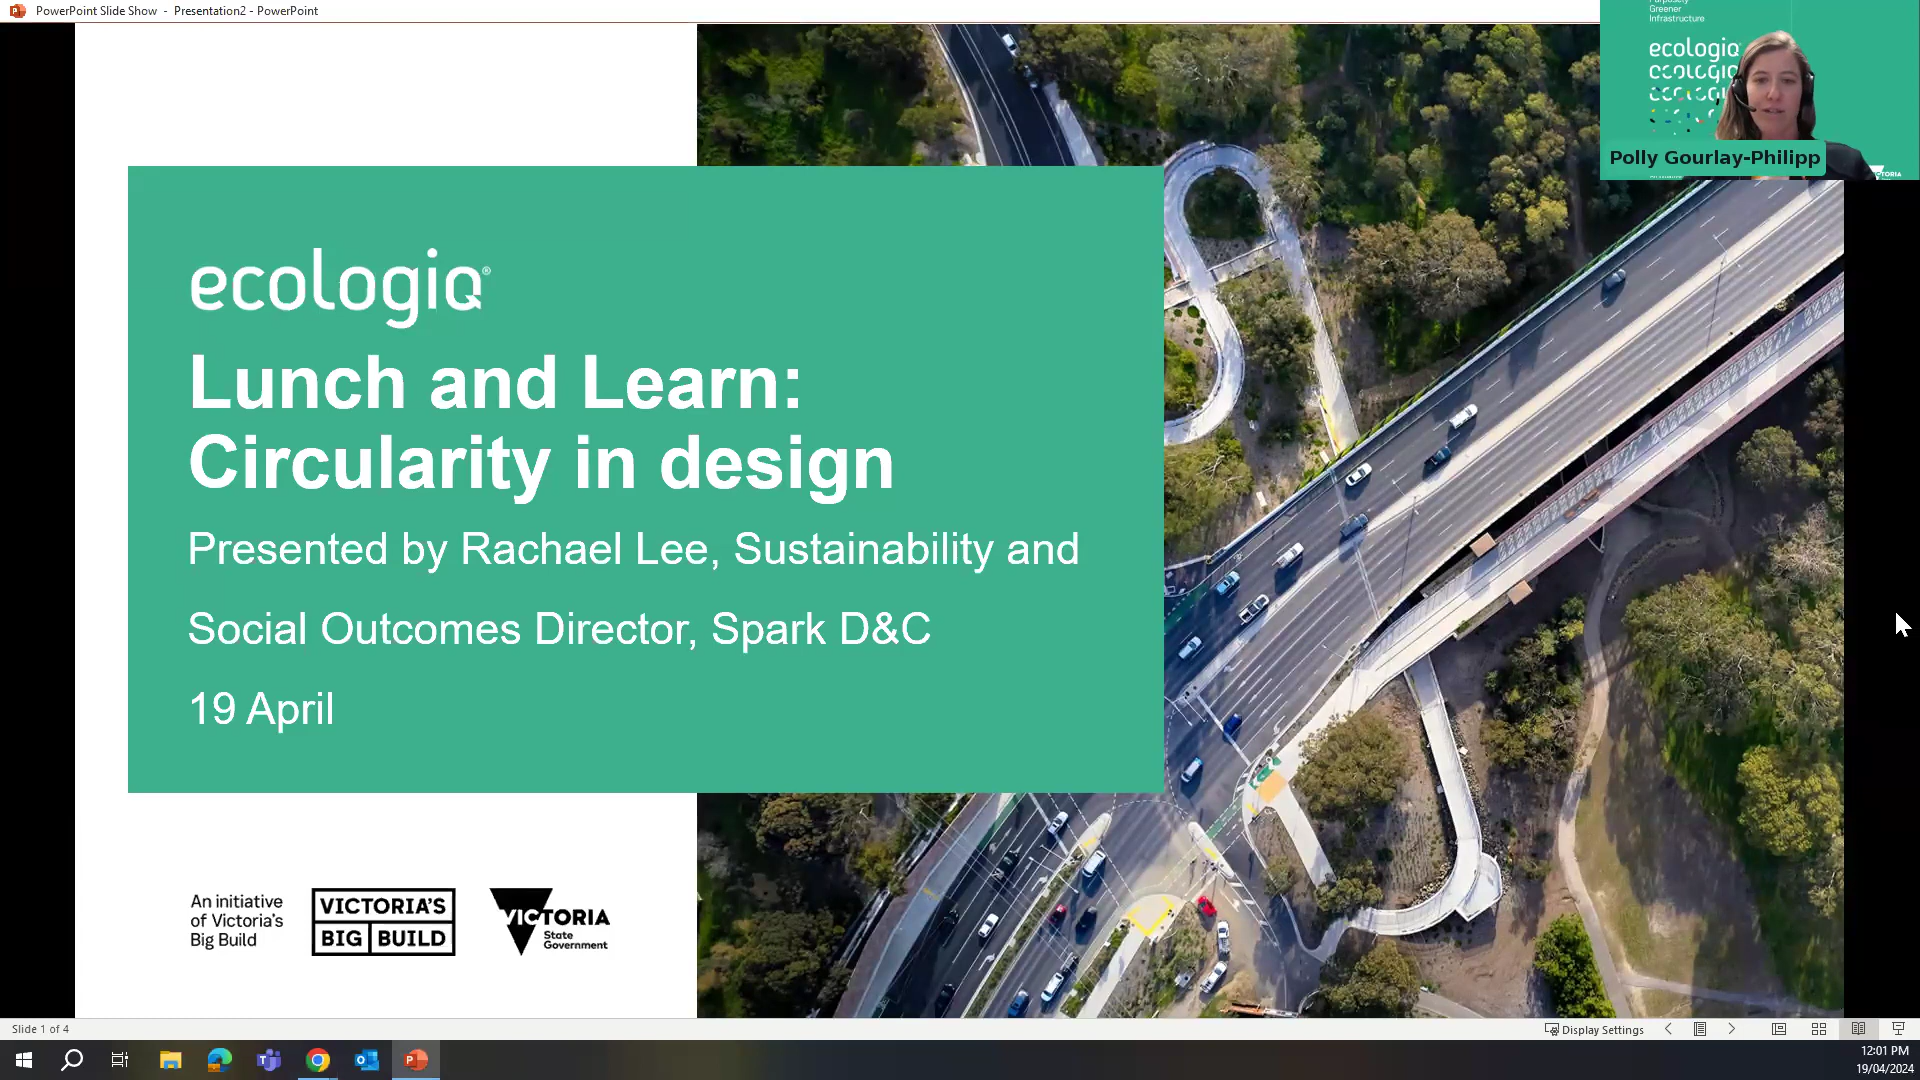 PowerPoint Slide Show - Presentation2 - PowerPoint
Greener
Infrastructure
ecologiq
ecologiq
Polly Gourlay-Philipp
ecologiq®
Lunch and Learn:
Circularity in design
Presented by Rachael Lee, Sustainability and
Social Outcomes Director, Spark D&C
19 April
An initiative
of Victoria's
Big Build
VICTORIA'S
BIG BUILD
VICTORIA
State
Government
Slide 1 of 4
Display Settings
12:01 PM
19/04/2024